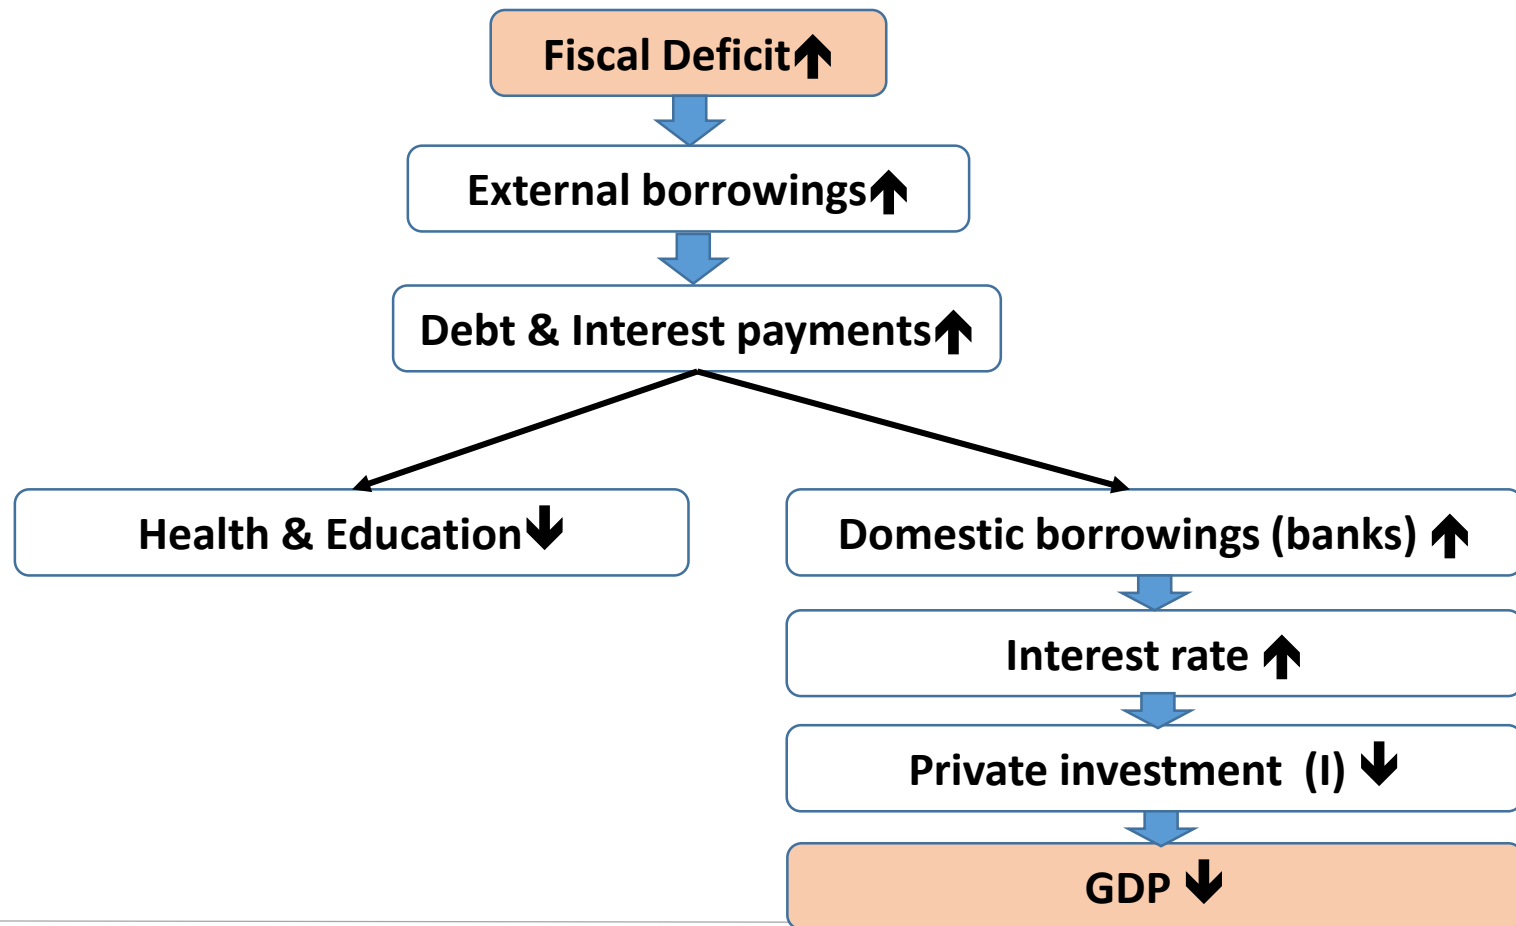 Fiscal Deficit🡹
External borrowings🡹
Debt & Interest payments🡹
Health & Education🡻
Domestic borrowings (banks) 🡹
Interest rate 🡹
Private investment (I) 🡻
GDP 🡻